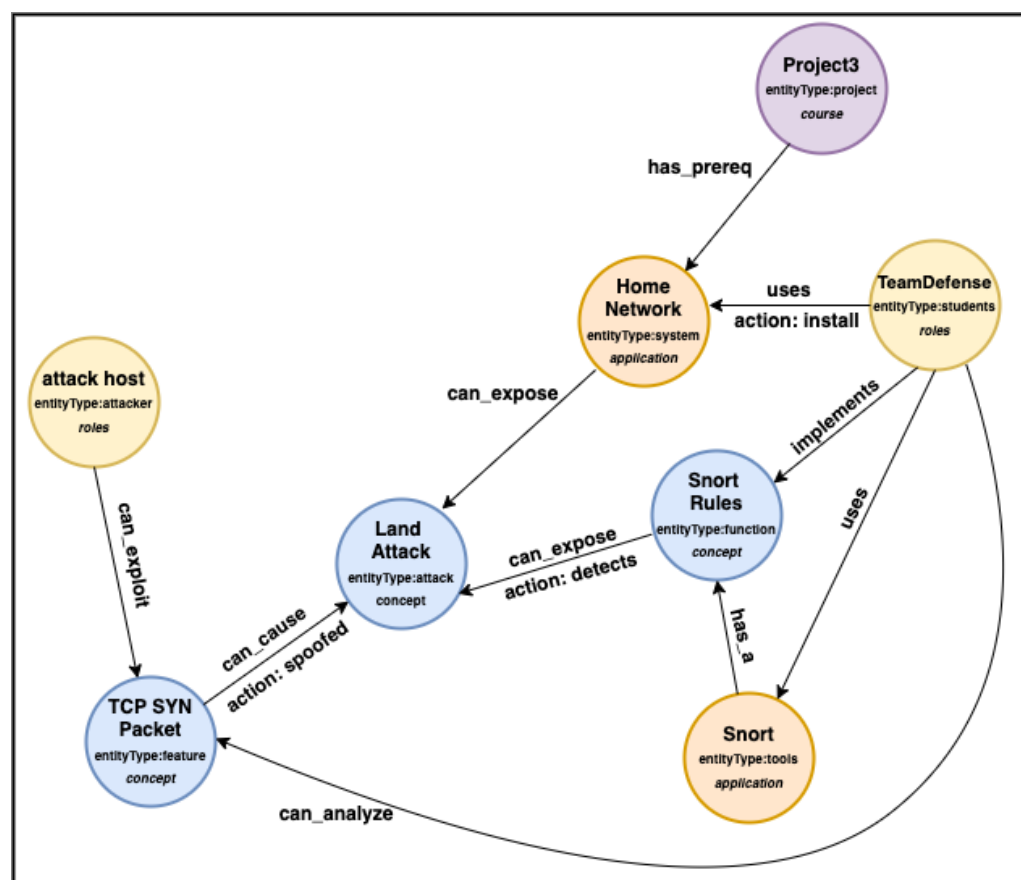 Project3
entityType:project
course
has_prereq
Home
Network
entityType:system
application
uses
action: install
TeamDefense
entityType:students
roles
attack host
entityType:attacker
roles
can_expose
implements
uses
Snort
Rules
entityType:function
concept
can_exploit
Land
Attack
entityType:attack
concept
can_expose
action: detects
can_cause
action: spoofed
has_a
TCP SYN
Packet
entityType:feature
concept
Snort
entityType:tools
application
can_analyze